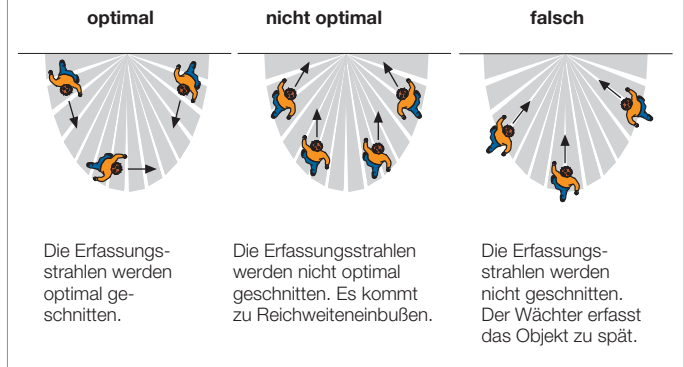 optimal
nicht optimal
falsch
Die Erfassungs-
strahlen werden
optimal ge-
schnitten.
Die Erfassungsstrahlen
werden nicht optimal
geschnitten. Es kommt
zu Reichweiteneinbußen.
Die Erfassungs-
strahlen werden
nicht geschnitten.
Der Wächter erfasst
das Objekt zu spät.